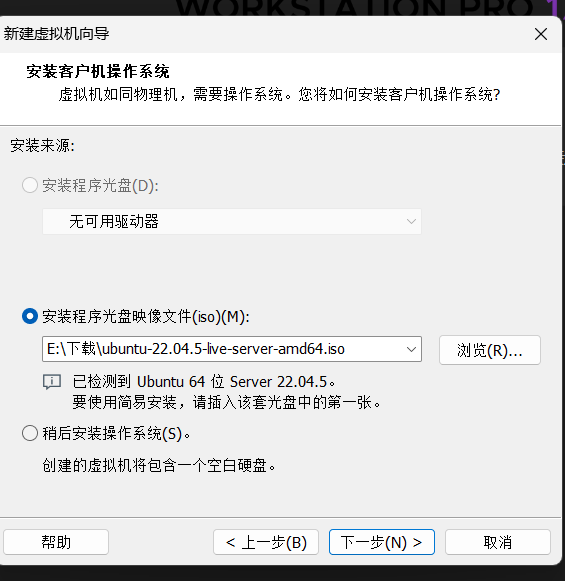 WORKSTATION PRO 1
新建虚拟机向导
安装客户机操作系统
虚拟机如同物理机，需要操作系统。您将如何安装客户机操作系统?
安装来源:
安装程序光盘(D):
无可用驱动器
安装程序光盘映像文件(iso)(M):
E:\下载\ubuntu-22.04.5-live-server-amd64.iso
浏览(R)...
已检测到 Ubuntu 64 位 Server 22.04.5。
要使用简易安装，请插入该套光盘中的第一张。
稍后安装操作系统(S)。
创建的虚拟机将包含一个空白硬盘。
帮助
< 上一步(B)
下一步(N) >
取消